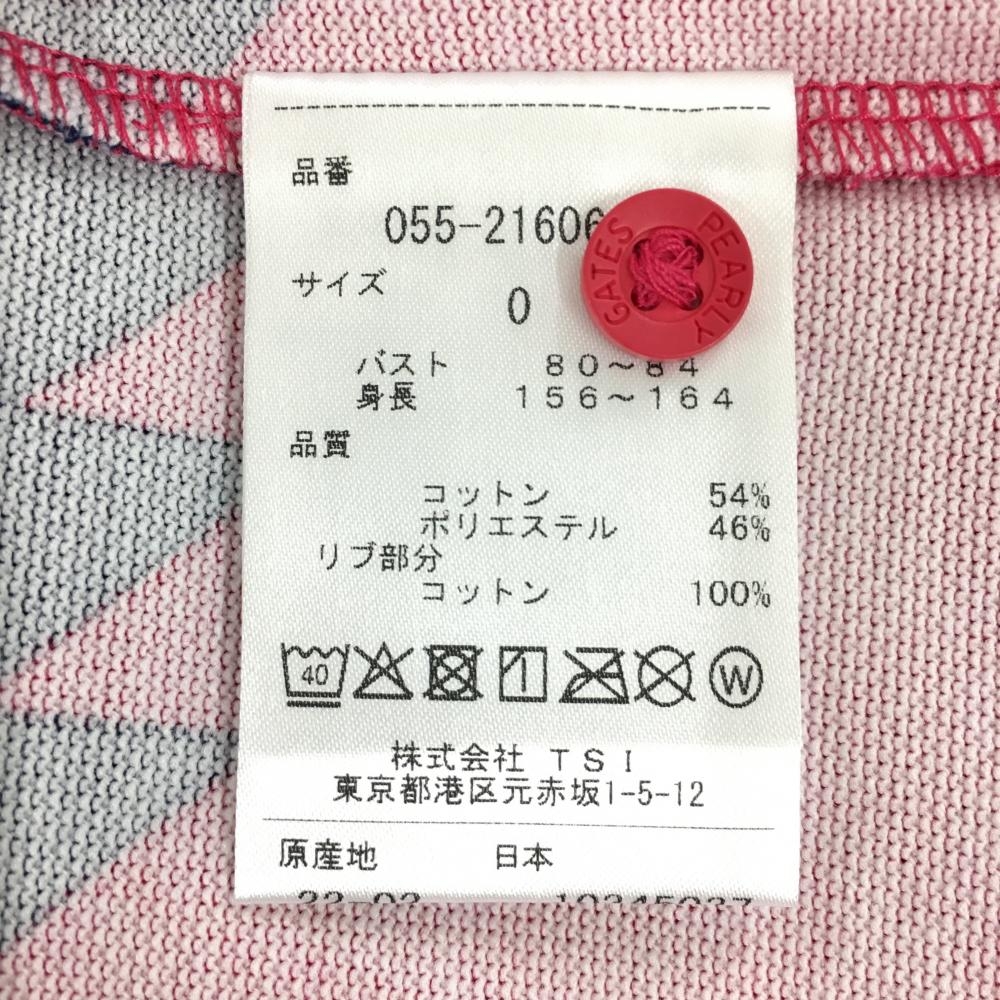 品番
055-21606
PEARLY GATES
サイズ
0
バスト 80~84
身長 156~164
品質
コットン 54%
ポリエステル 46%
リブ部分
コットン 100%
40
1
W
株式会社 TSI
東京都港区元赤坂1-5-12
原産地 日本